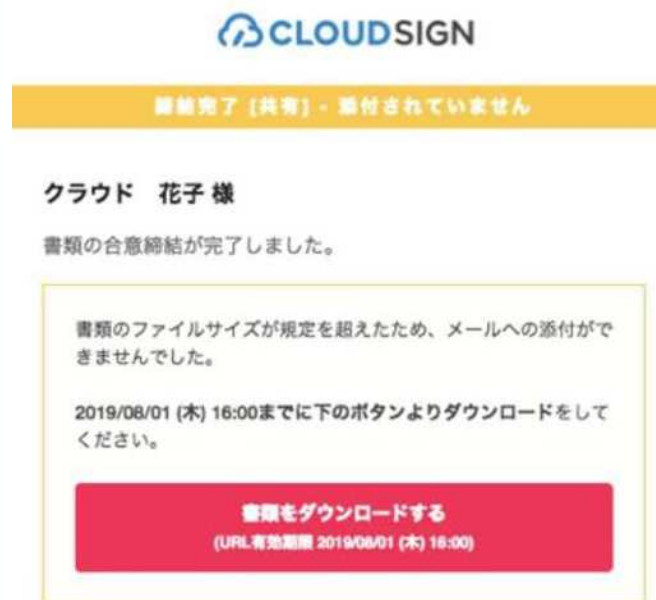 CLOUDSIGN
締結完了 [共有] - 添付されていません
クラウド 花子 様
書類の合意締結が完了しました。
書類のファイルサイズが規定を超えたため、メールへの添付がで
きませんでした。
2019/08/01 (木) 16:00までに下のボタンよりダウンロードをして
ください。
書類をダウンロードする
(URL有効期限 2019/08/01 (木) 16:00)